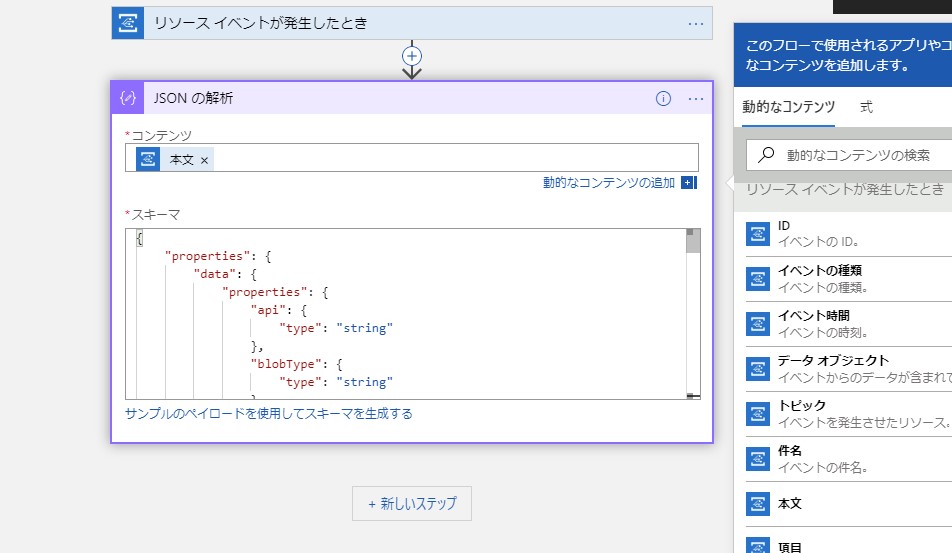 リソース イベントが発生したとき
JSON の解析
*コンテンツ
本文 ×
動的なコンテンツの追加
*スキーマ
{
"properties": {
"data": {
"properties": {
"api": {
"type": "string"
},
"blobType": {
"type": "string"
サンプルのペイロードを使用してスキーマを生成する
+ 新しいステップ
このフローで使用されるアプリやコ
なコンテンツを追加します。
動的なコンテンツ 式
動的なコンテンツの検索
リソース イベントが発生したとき
ID
イベントの ID。
イベントの種類
イベントの種類。
イベント時間
イベントの時刻。
データ オブジェクト
イベントからのデータが含まれて
トピック
イベントを発生させたリソース。
件名
イベントの件名。
本文
項目